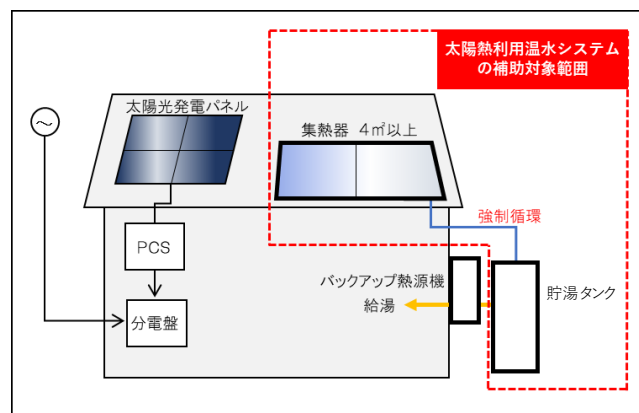 太陽熱利用温水システム
の補助対象範囲
太陽光発電パネル
集熱器 4㎡以上
強制循環
PCS
バックアップ熱源機
給湯
貯湯タンク
分電盤